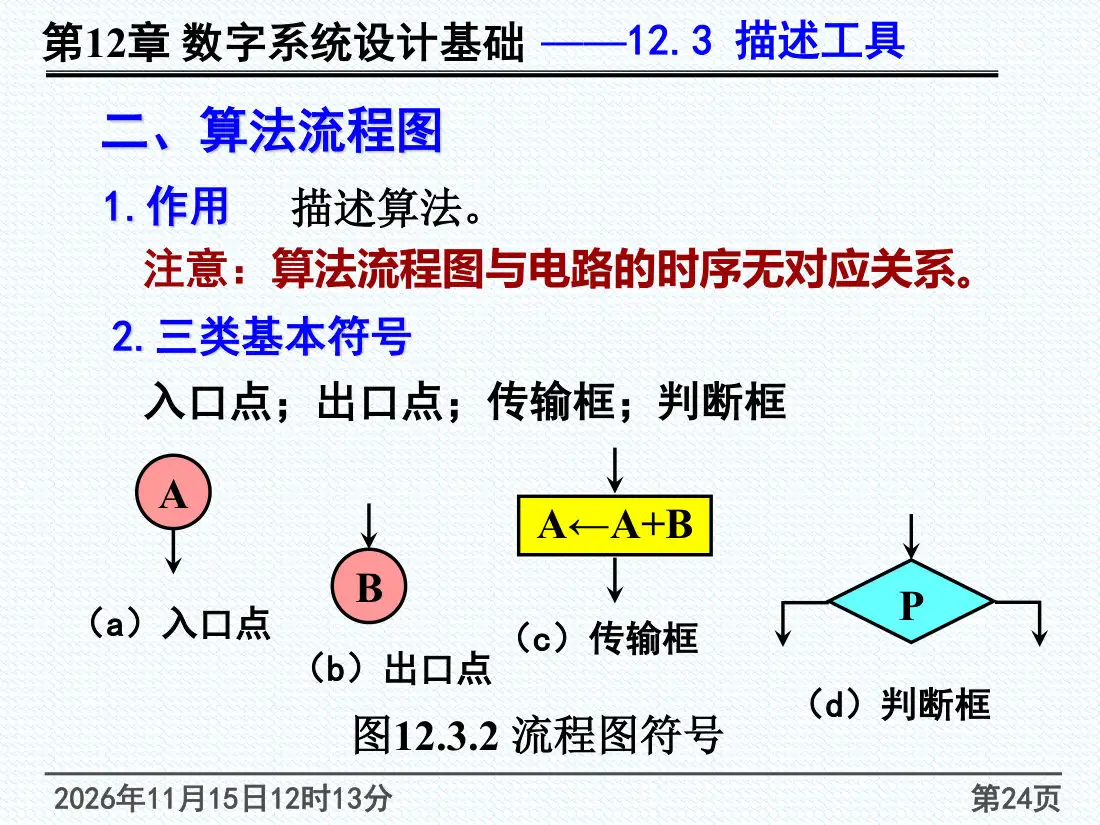 第12章 数字系统设计基础 ——12.3 描述工具
二、算法流程图
1.作用 描述算法。
注意：算法流程图与电路的时序无对应关系。
2.三类基本符号
入口点；出口点；传输框；判断框
A
B
A←A+B
P
（a）入口点
（b）出口点
（c）传输框
（d）判断框
图12.3.2 流程图符号
2026年11月15日12时13分
第24页